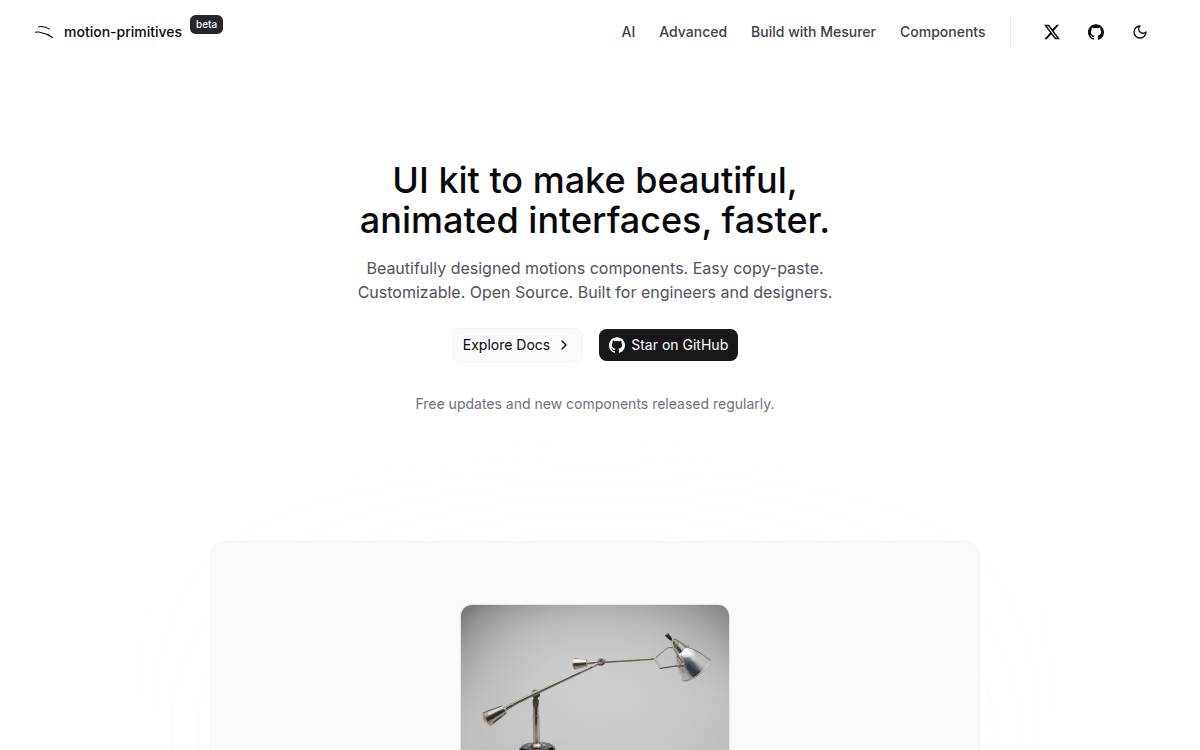 motion-primitives
beta
AI
Advanced
Build with Mesurer
Components
UI kit to make beautiful,
animated interfaces, faster.
Beautifully designed motions components. Easy copy-paste.
Customizable. Open Source. Built for engineers and designers.
Explore Docs
Star on GitHub
Free updates and new components released regularly.